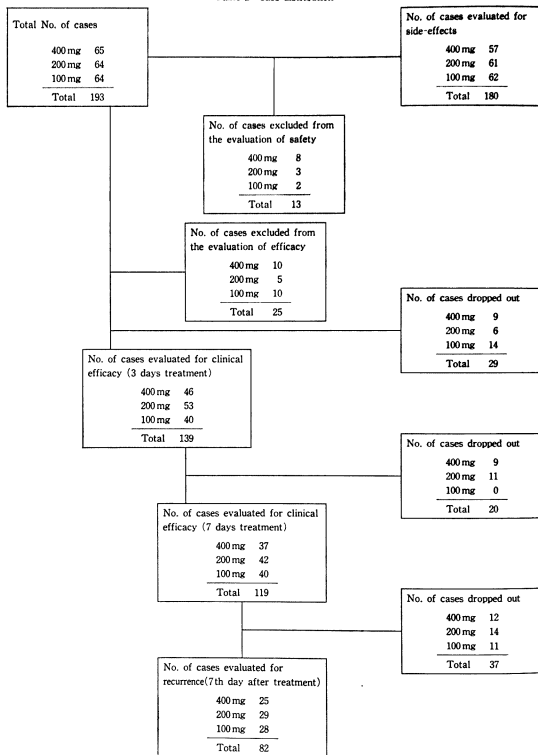 Total No. of cases
400 mg 65
200 mg 64
100 mg 64
Total 193
No. of cases evaluated for
side-effects
400 mg 57
200 mg 61
100 mg 62
Total 180
No. of cases excluded from
the evaluation of safety
400 mg 8
200 mg 3
100 mg 2
Total 13
No. of cases excluded from
the evaluation of efficacy
400 mg 10
200 mg 5
100 mg 10
Total 25
No. of cases dropped out
400 mg 9
200 mg 6
100 mg 14
Total 29
No. of cases evaluated for clinical
efficacy (3 days treatment)
400 mg 46
200 mg 53
100 mg 40
Total 139
No. of cases dropped out
400 mg 9
200 mg 11
100 mg 0
Total 20
No. of cases evaluated for clinical
efficacy (7 days treatment)
400 mg 37
200 mg 42
100 mg 40
Total 119
No. of cases dropped out
400 mg 12
200 mg 14
100 mg 11
Total 37
No. of cases evaluated for
recurrence(7th day after treatment)
400 mg 25
200 mg 29
100 mg 28
Total 82